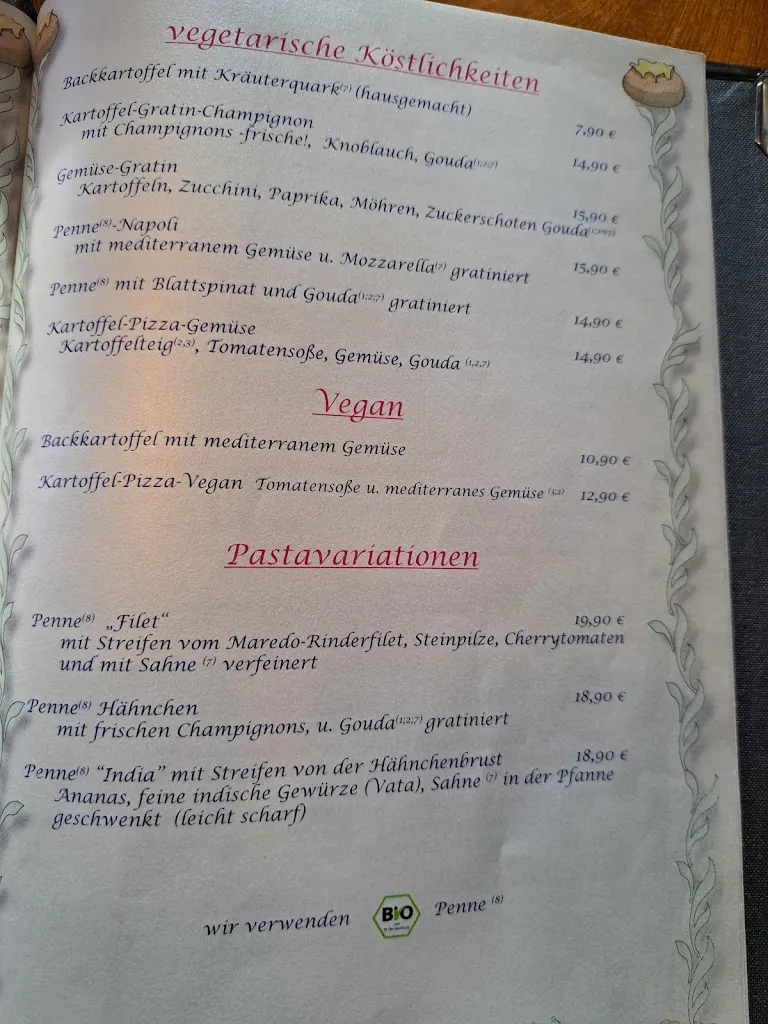 vegetarische Köstlichkeiten
Backkartoffel mit Kräuterquark(7) (hausgemacht)
7,90 €
Kartoffel-Gratin-Champignon
mit Champignons -frische!, Knoblauch, Gouda(1;2;7)
14,90 €
Gemüse-Gratin
15,90 €
Kartoffeln, Zucchini, Paprika, Möhren, Zuckerschoten Gouda
Penne(8)-Napoli
mit mediterranem Gemüse u. Mozzarella(7) gratiniert
15,90 €
Penne(8) mit Blattspinat und Gouda(1;2;7) gratiniert
14,90 €
Kartoffel-Pizza-Gemüse
Kartoffelteig(2,3), Tomatensoße, Gemüse, Gouda (1,2,7)
14,90 €
Vegan
Backkartoffel mit mediterranem Gemüse
10,90 €
Kartoffel-Pizza-Vegan Tomatensoße u. mediterranes Gemüse (3,2) 12,90 €
Pastavariationen
Penne(8) „Filet“ 19,90 €
mit Streifen vom Maredo-Rinderfilet, Steinpilze, Cherrytomaten
und mit Sahne (7) verfeinert
Penne(8) Hähnchen 18,90 €
mit frischen Champignons, u. Gouda(1;2;7) gratiniert
Penne(8) "India" mit Streifen von der Hähnchenbrust 18,90 €
Ananas, feine indische Gewürze (Vata), Sahne (7) in der Pfanne
geschwenkt (leicht scharf)
wir verwenden BIO Penne (8)